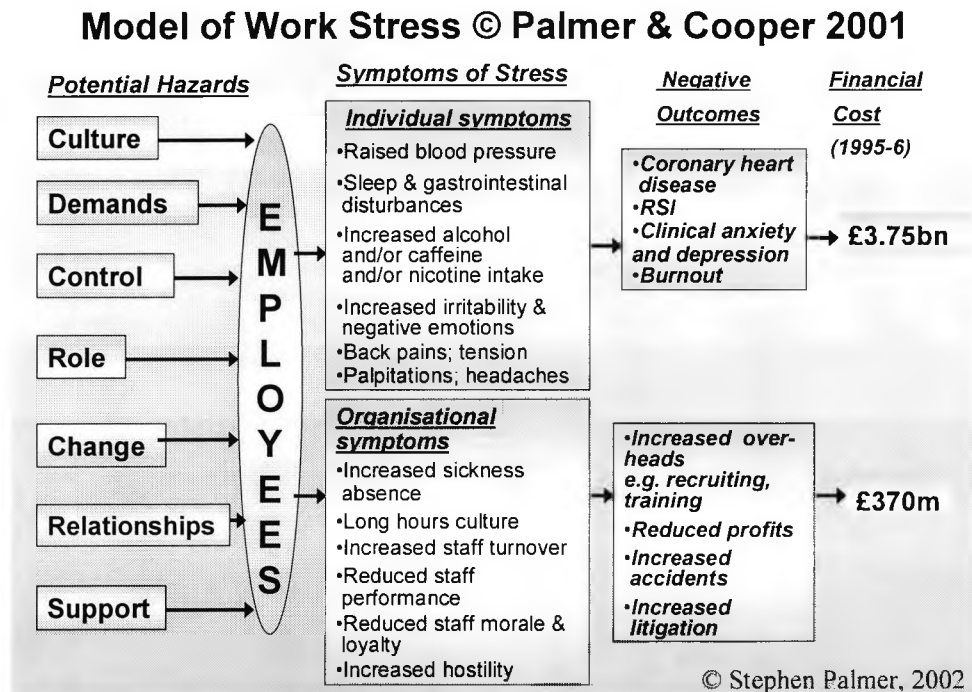 Model of Work Stress © Palmer & Cooper 2001
Potential Hazards
Culture
Demands
Control
Role
Change
Relationships
Support
E
M
P
L
O
Y
E
E
S
Symptoms of Stress
Individual symptoms
•Raised blood pressure
•Sleep & gastrointestinal
disturbances
•Increased alcohol
and/or caffeine
and/or nicotine intake
•Increased irritability &
negative emotions
•Back pains; tension
•Palpitations; headaches
Organisational
symptoms
•Increased sickness
absence
•Long hours culture
•Increased staff turnover
•Reduced staff
performance
•Reduced staff morale &
loyalty
•Increased hostility
Negative
Outcomes
•Coronary heart
disease
•RSI
•Clinical anxiety
and depression
•Burnout
•Increased over-
heads
e.g. recruiting,
training
•Reduced profits
•Increased
accidents
•Increased
litigation
Financial
Cost
(1995-6)
£3.75bn
£370m
© Stephen Palmer, 2002